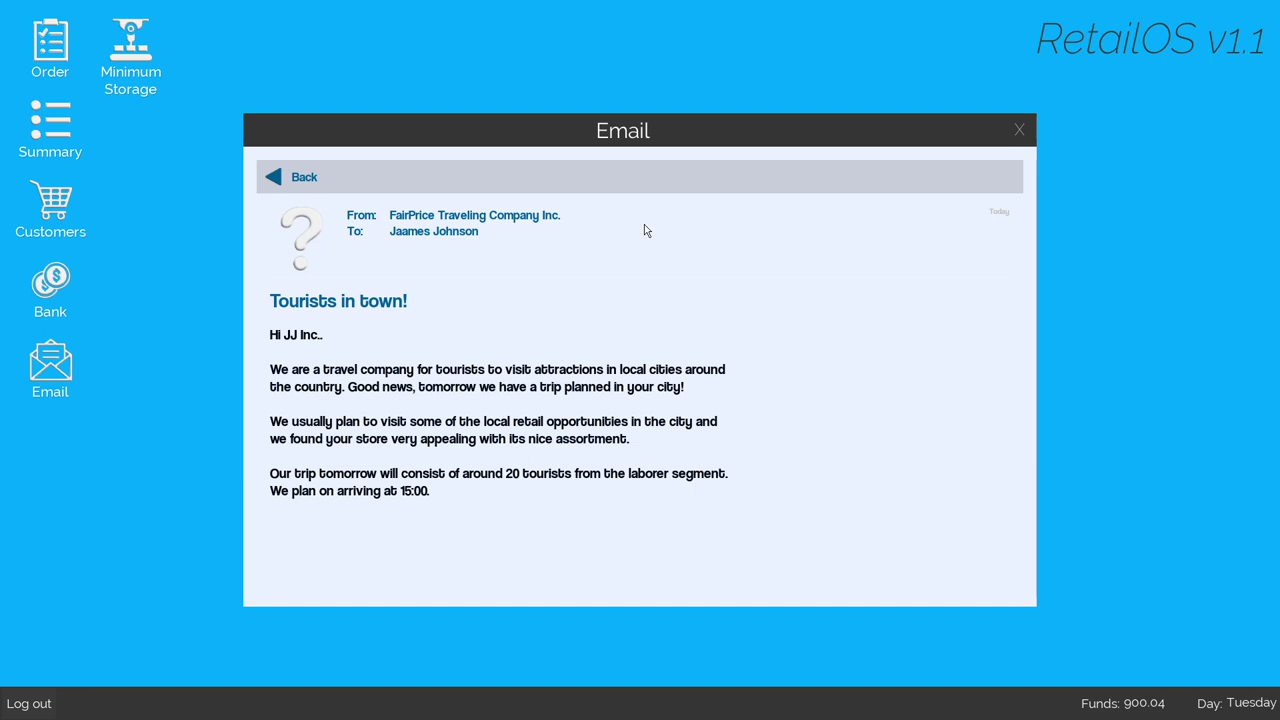 RetailOS v1.1
Order
Minimum
Storage
Summary
Customers
Bank
Email
Email
X
Back
From: FairPrice Traveling Company Inc.
Today
To: Jaames Johnson
Tourists in town!
Hi JJ Inc..
We are a travel company for tourists to visit attractions in local cities around
the country. Good news, tomorrow we have a trip planned in your city!
We usually plan to visit some of the local retail opportunities in the city and
we found your store very appealing with its nice assortment.
Our trip tomorrow will consist of around 20 tourists from the laborer segment.
We plan on arriving at 15:00.
Log out
Funds: 900.04
Day: Tuesday